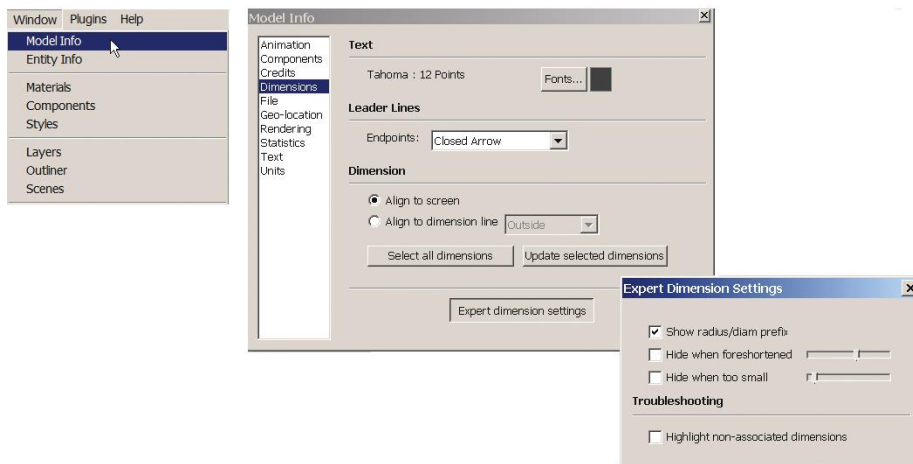 Window Plugins Help
Model Info
Entity Info
Materials
Components
Styles
Layers
Outliner
Scenes
Model Info
Animation
Components
Credits
Dimensions
File
Geo-location
Rendering
Statistics
Text
Units
Text
Tahoma : 12 Points
Fonts...
Leader Lines
Endpoints: Closed Arrow
Dimension
Align to screen
Align to dimension line Outside
Select all dimensions Update selected dimensions
Expert dimension settings
Expert Dimension Settings
Show radius/diam prefix
Hide when foreshortened
Hide when too small
Troubleshooting
Highlight non-associated dimensions